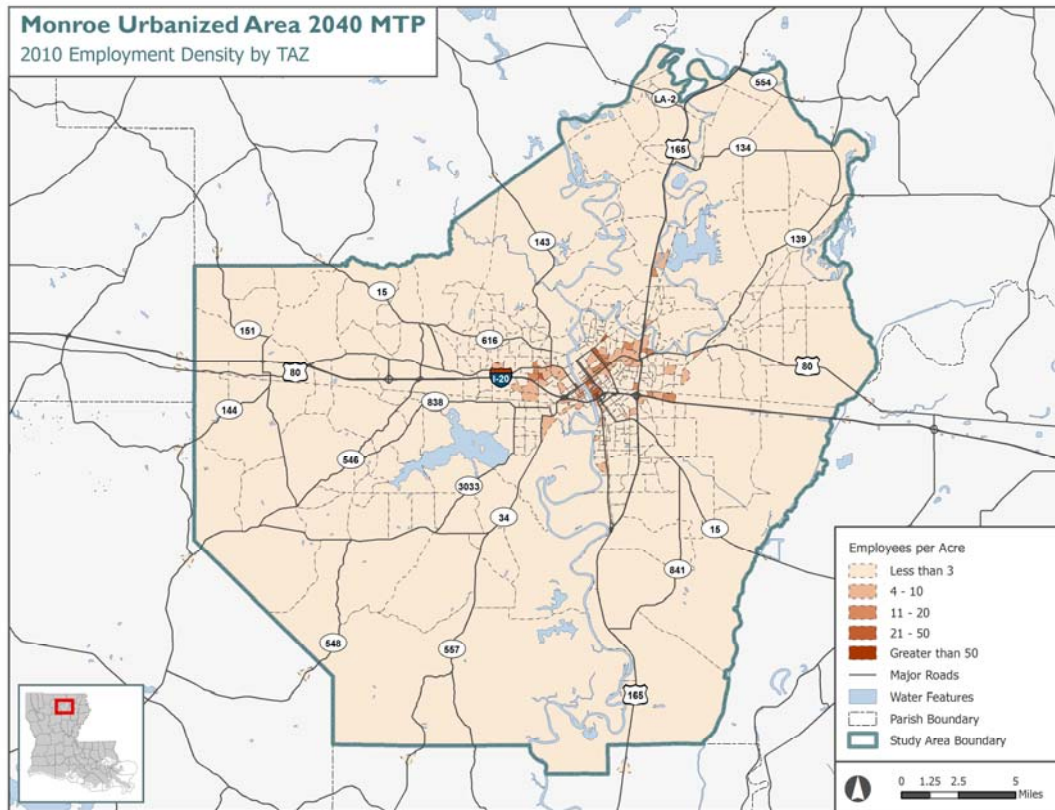 Monroe Urbanized Area 2040 MTP
2010 Employment Density by TAZ
554
LA-2
165
134
143
139
15
151
616
80
I-20
80
144
838
546
3033
34
15
841
548
557
165
Employees per Acre
Less than 3
4 - 10
11 - 20
21 - 50
Greater than 50
Major Roads
Water Features
Parish Boundary
Study Area Boundary
0 1.25 2.5 5
Miles